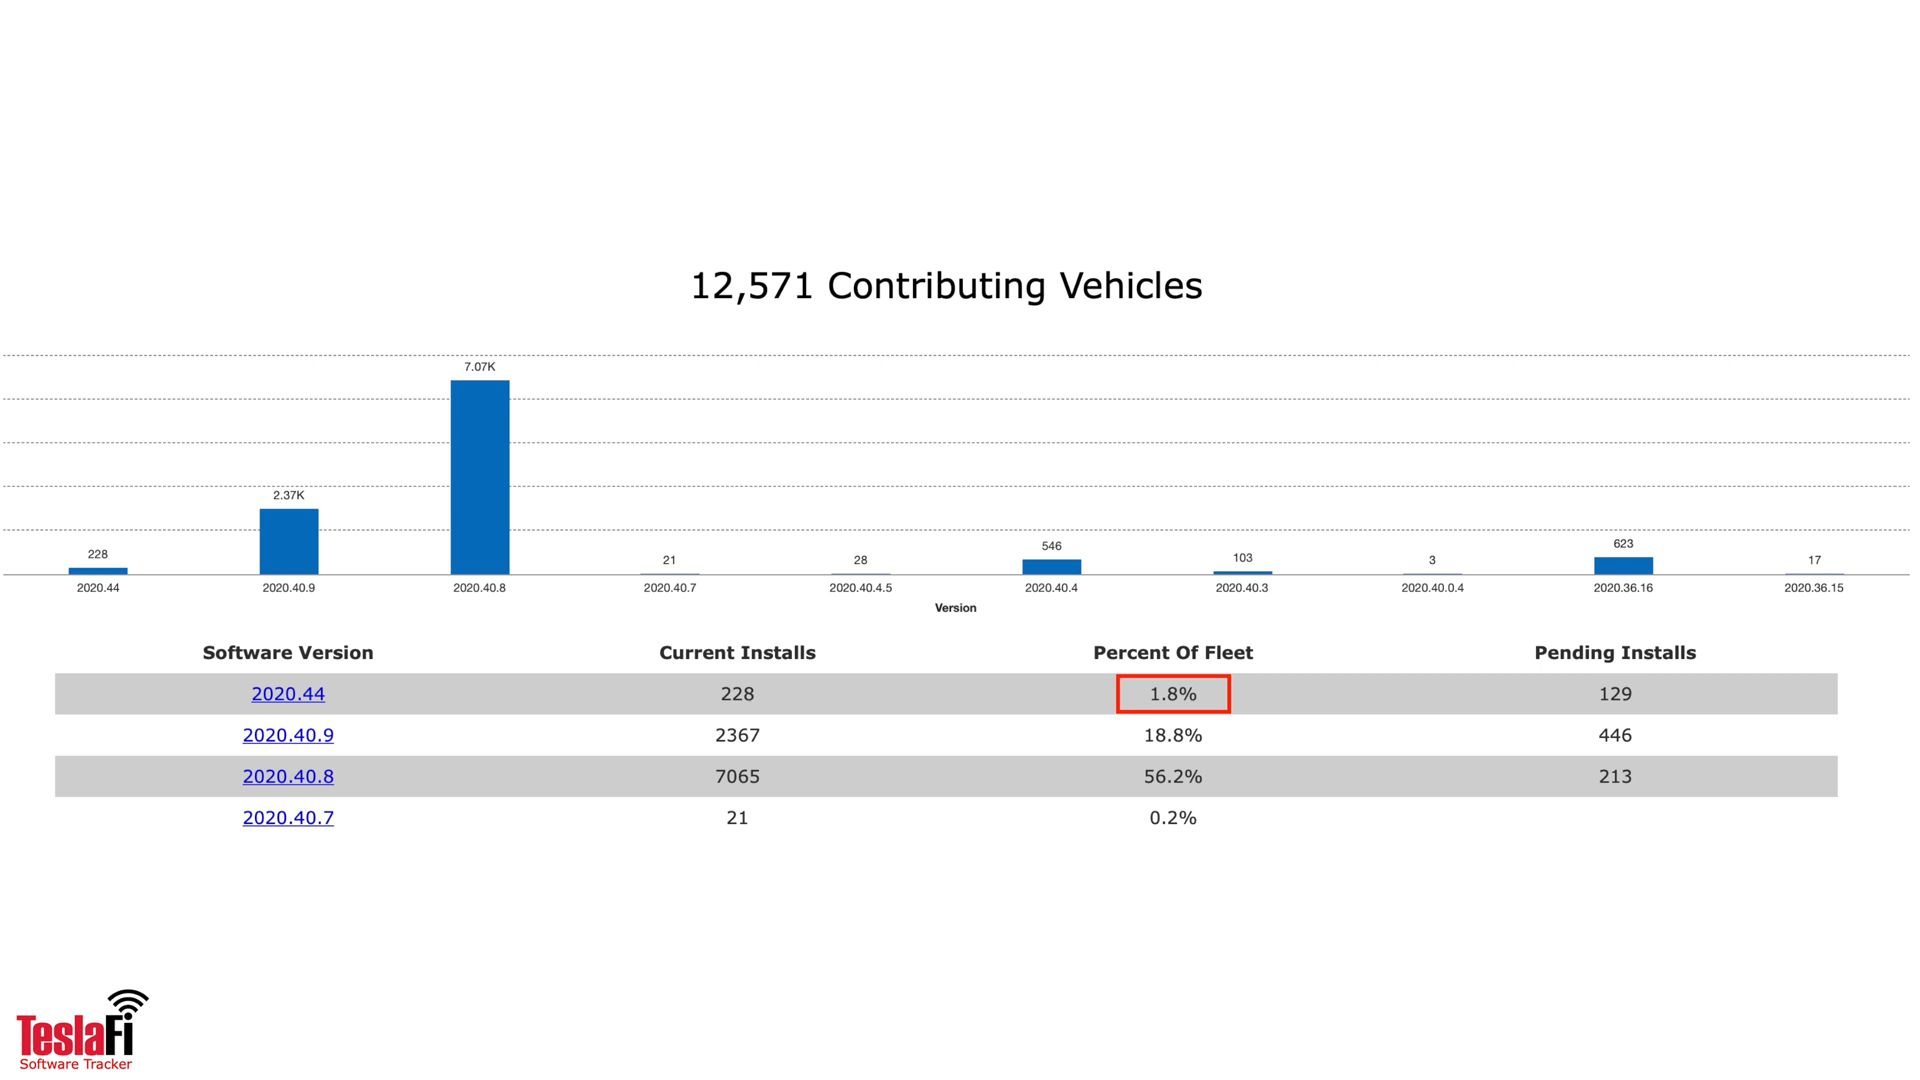 12,571 Contributing Vehicles
7.07K
2.37K
228
21
28
546
103
3
623
17
2020.44
2020.40.9
2020.40.8
2020.40.7
2020.40.4.5
2020.40.4
2020.40.3
2020.40.0.4
2020.36.16
2020.36.15
Version
Software Version Current Installs Percent Of Fleet Pending Installs
2020.44 228 1.8% 129
2020.40.9 2367 18.8% 446
2020.40.8 7065 56.2% 213
2020.40.7 21 0.2%
TeslaFi
Software Tracker